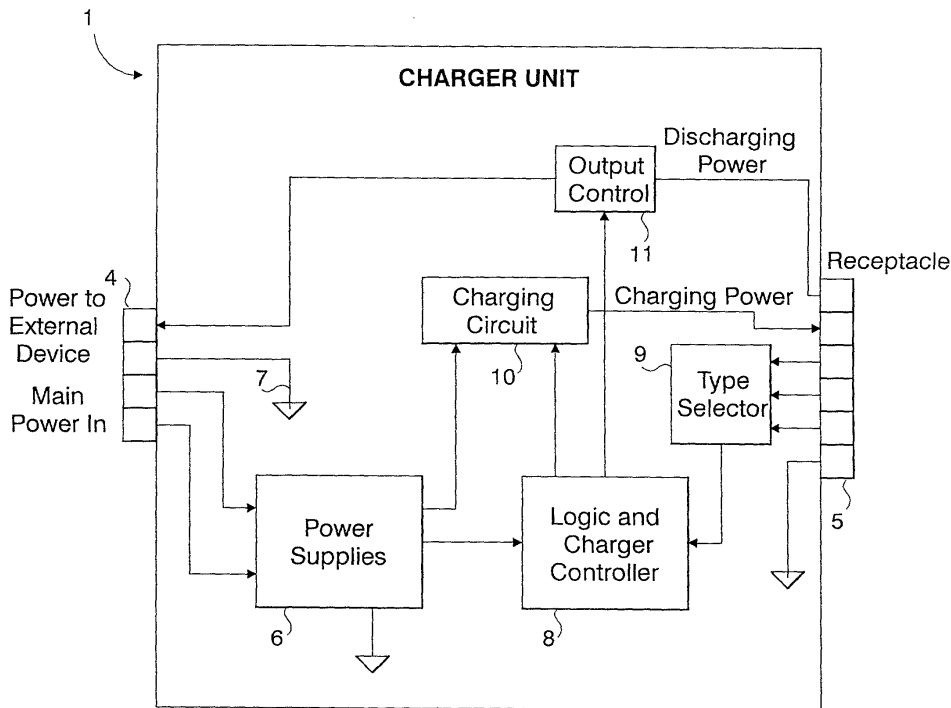 1
CHARGER UNIT
Discharging
Power
Output
Control
11
Receptacle
4
Power to
External
Device
Main
Power In
Charging
Circuit
10
Charging Power
7
9
Type
Selector
Power
Supplies
6
Logic and
Charger
Controller
8
5